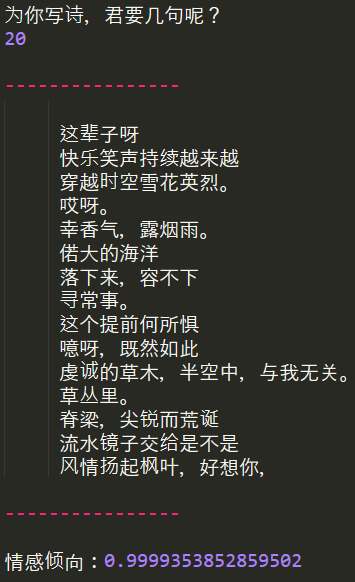 为你写诗，君要几句呢？
20
----------------
这辈子呀
快乐笑声持续越来越
穿越时空雪花英烈。
哎呀。
幸香气，露烟雨。
偌大的海洋
落下来，容不下
寻常事。
这个提前何所惧
噫呀，既然如此
虔诚的草木，半空中，与我无关。
草丛里。
脊梁，尖锐而荒诞
流水镜子交给是不是
风情扬起枫叶，好想你，
----------------
情感倾向：0.9999353852859502